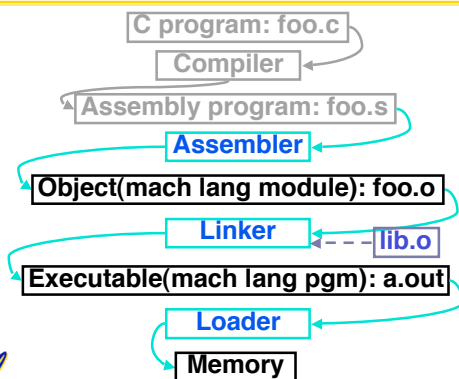 C program: foo.c
Compiler
Assembly program: foo.s
Assembler
Object(mach lang module): foo.o
Linker
lib.o
Executable(mach lang pgm): a.out
Loader
Memory